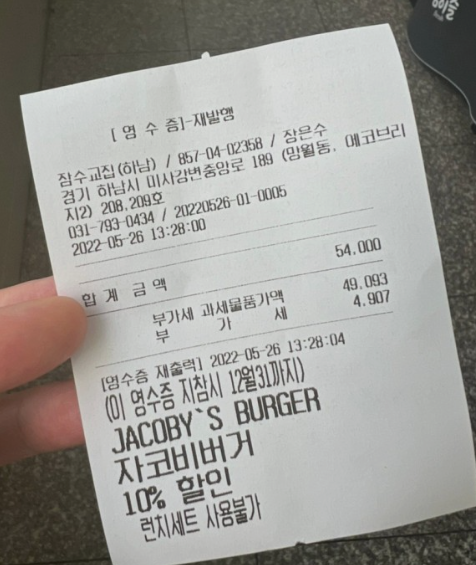 [ 영 수 증]-재발행
잠수교집(하남) / 857-04-02358 / 장은수
경기 하남시 미사강변중앙로 189 (망월동, 에코브리
지2) 208,209호
031-793-0434 / 20220526-01-0005
2022-05-26 13:28:00
합 계 금 액 54,000
부가세 과세물품가액 49,093
부 가 세 4,907
[영수증 재출력] 2022-05-26 13:28:04
(이 영수증 지참시 12월31까지)
JACOBY`S BURGER
자코비버거
10% 할인
런치세트 사용불가